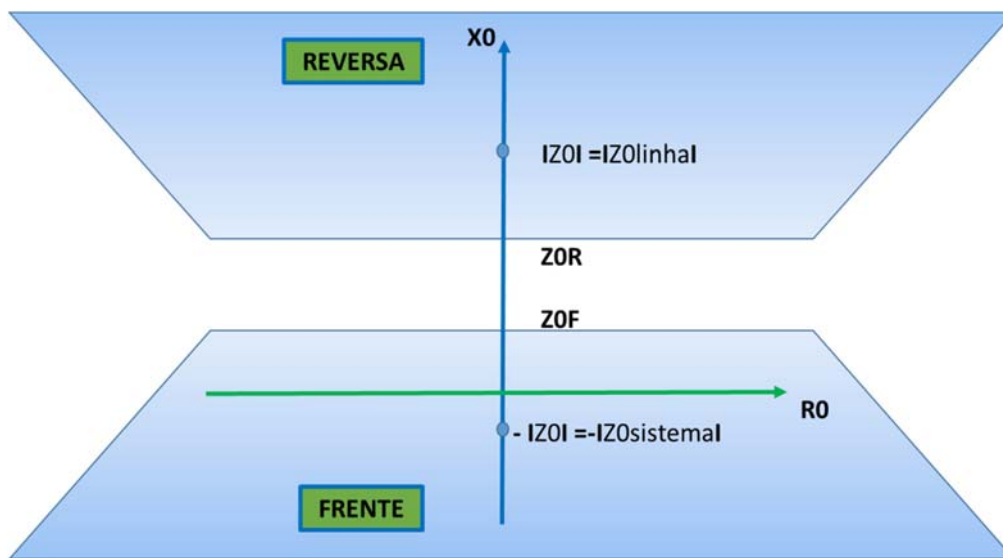 X0
REVERSA
IZ0I =IZ0linhaI
Z0R
Z0F
R0
- IZ0I =-IZ0sistemaI
FRENTE